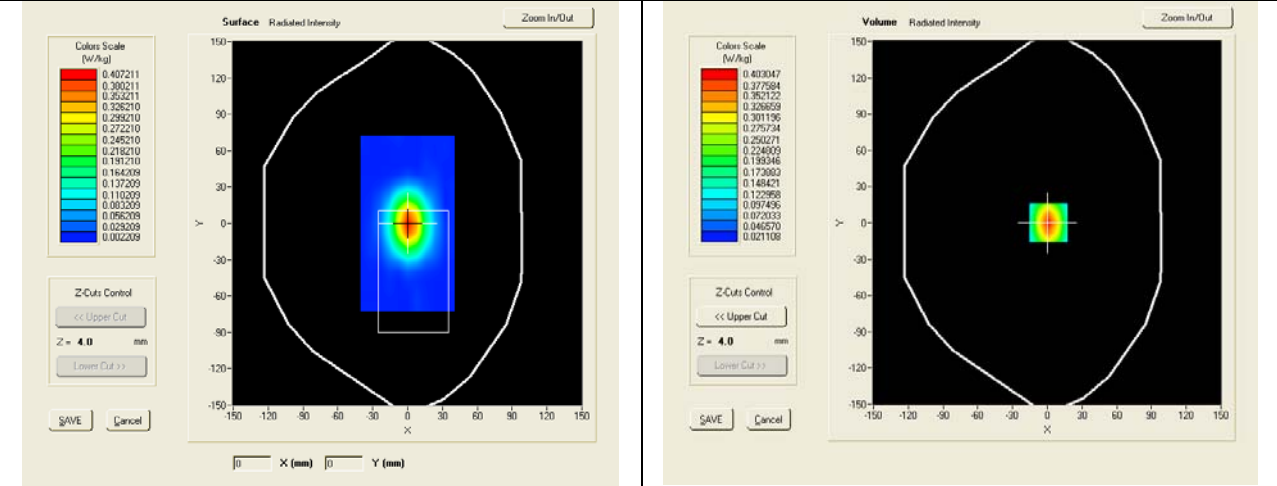 Surface Radiated Intensity
Zoom In/Out
Colors Scale
(W/kg)
0.407211
0.380211
0.353211
0.326210
0.299210
0.272210
0.245210
0.218210
0.191210
0.164209
0.137209
0.110209
0.083209
0.056209
0.029209
0.002209
Z-Cuts Control
<< Upper Cut
Z = 4.0 mm
Lower Cut >>
SAVE
Cancel
150
120
90
60
30
0
-30
-60
-90
-120
-150
Y
-150 -120 -90 -60 -30 0 30 60 90 120 150
X
0 X (mm) 0 Y (mm)
Volume Radiated Intensity
Zoom In/Out
Colors Scale
(W/kg)
0.403047
0.377584
0.352122
0.326659
0.301196
0.275734
0.250271
0.224809
0.199346
0.173883
0.148421
0.122958
0.097496
0.072033
0.046570
0.021108
Z-Cuts Control
<< Upper Cut
Z = 4.0 mm
Lower Cut >>
SAVE
Cancel
150
120
90
60
30
0
-30
-60
-90
-120
-150
Y
-150 -120 -90 -60 -30 0 30 60 90 120 150
X